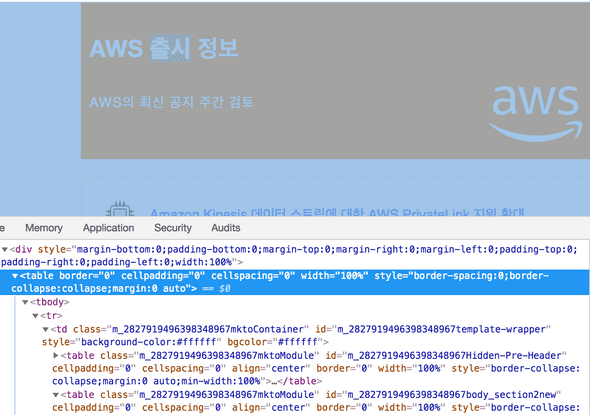 AWS 출시 정보
AWS의 최신 공지 주간 검토
aws
Amazon Kinesis 데이터 스트림에 대한 AWS PrivateLink 지원 확대
e Memory Application Security Audits
▼<div style="margin-bottom:0;padding-bottom:0;margin-top:0;margin-right:0;margin-left:0;padding-top:0;
padding-right:0;padding-left:0;width:100%">
▼<table border="0" cellpadding="0" cellspacing="0" width="100%" style="border-spacing:0;border-
collapse:collapse;margin:0 auto"> == $0
▼<tbody>
▼<tr>
▼<td class="m_2827919496398348967mktoContainer" id="m_2827919496398348967template-wrapper"
style="background-color:#ffffff" bgcolor="#ffffff">
▶<table class="m_2827919496398348967mktoModule" id="m_2827919496398348967Hidden-Pre-Header"
cellpadding="0" cellspacing="0" align="center" border="0" width="100%" style="border-collapse:
collapse;margin:0 auto;min-width:100%">…</table>
▼<table class="m_2827919496398348967mktoModule" id="m_2827919496398348967body_section2new"
cellpadding="0" cellspacing="0" align="center" border="0" width="100%" style="border-collapse: